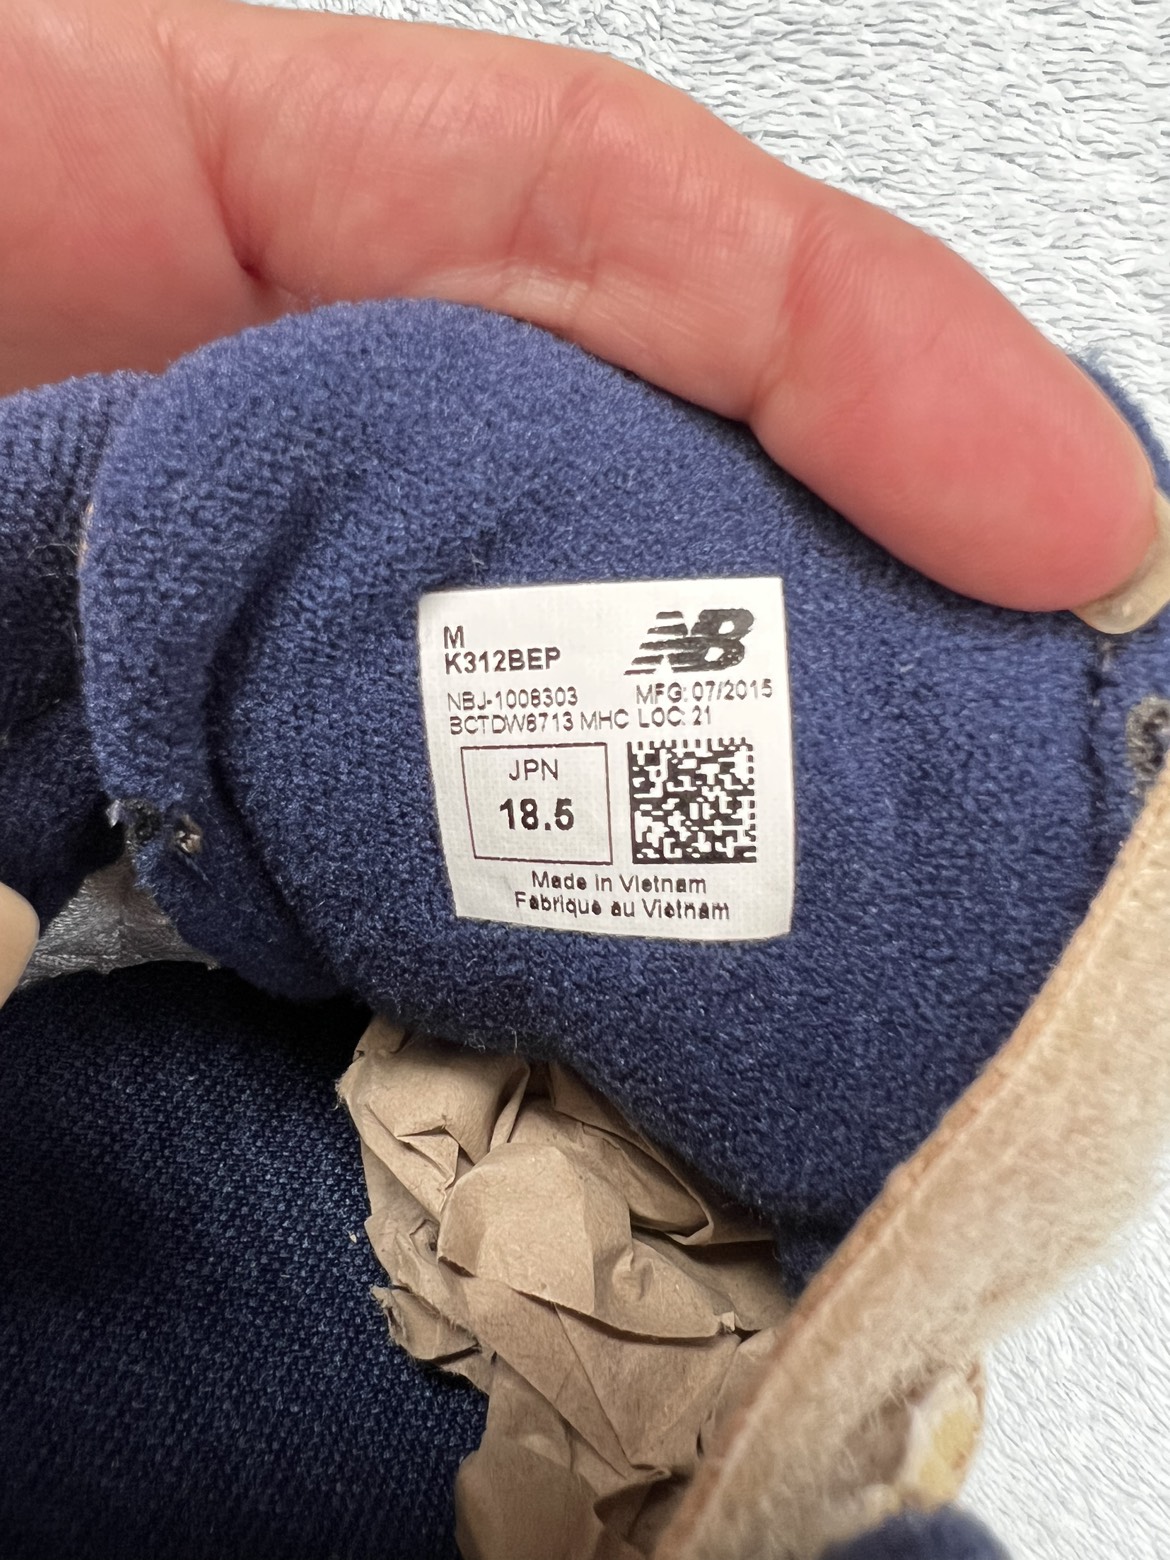 M
NB
K312BEP
NBJ-1008303 MFG: 07/2015
BCTDW8713 MHC LOC: 21
JPN
18.5
Made in Vietnam
Fabriqué au Vietnam